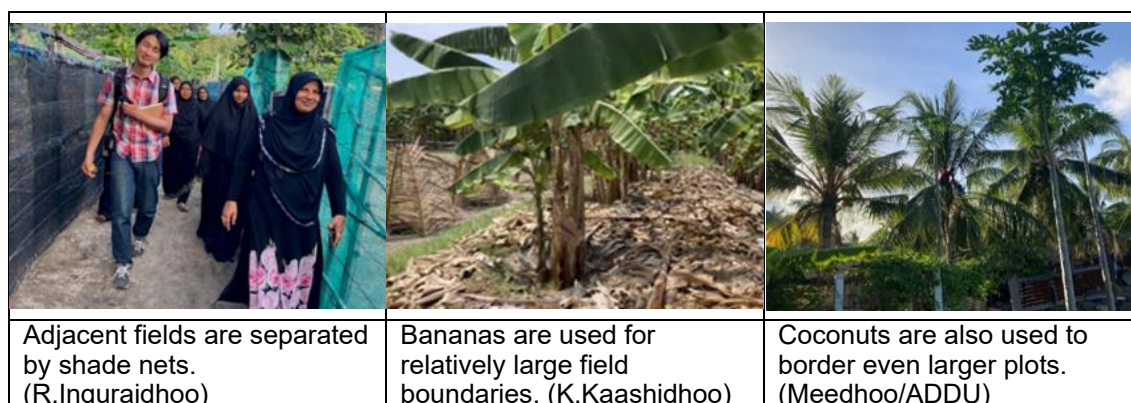 Adjacent fields are separated
by shade nets.
(R.Inguraidhoo)
Bananas are used for
relatively large field
boundaries. (K.Kaashidhoo)
Coconuts are also used to
border even larger plots.
(Meedhoo/ADDU)